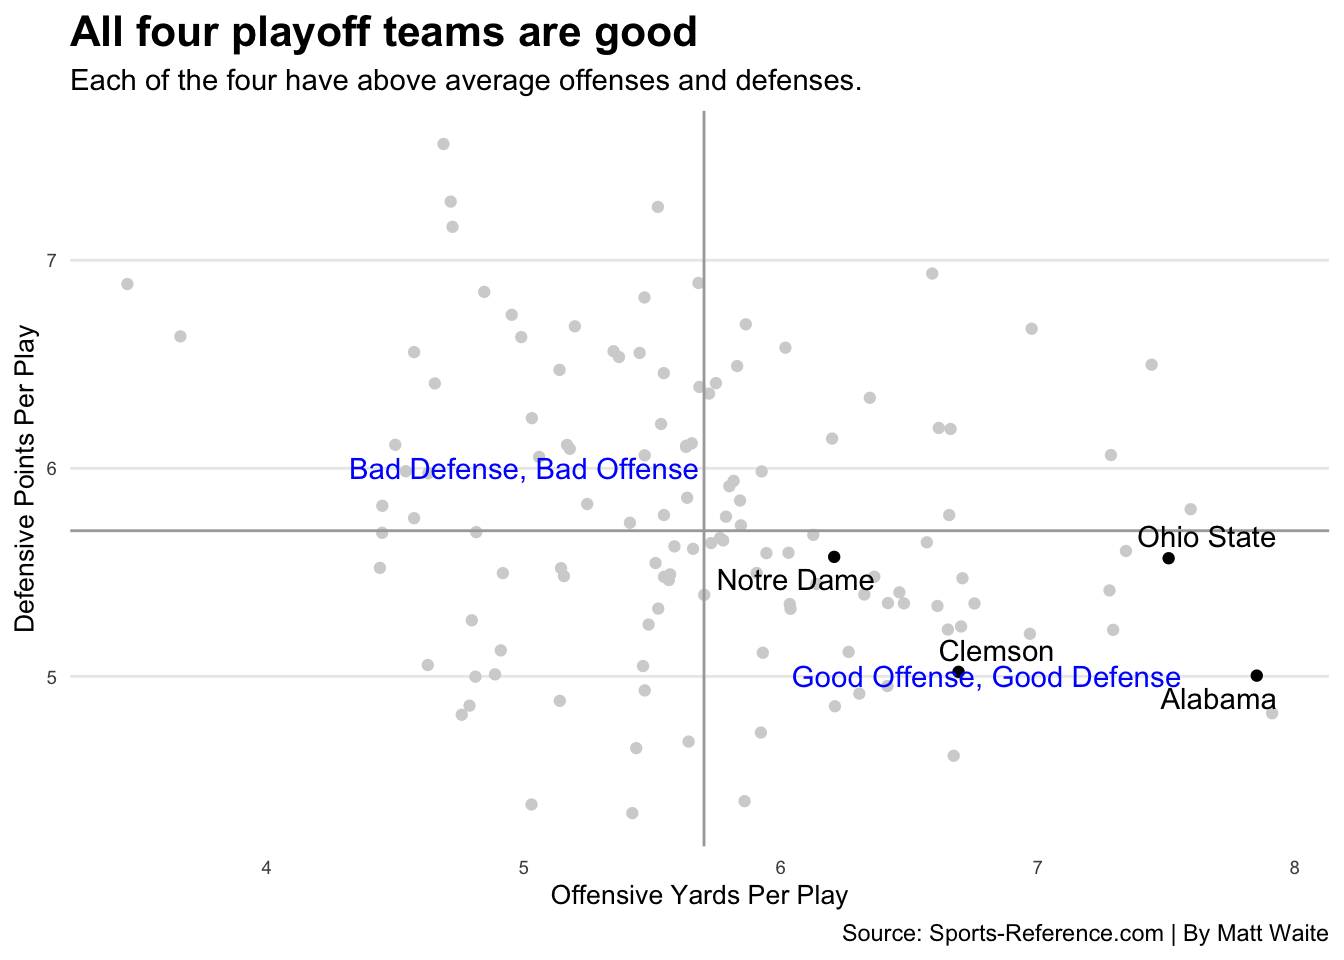 All four playoff teams are good
Each of the four have above average offenses and defenses.
Defensive Points Per Play
7
6
5
Bad Defense, Bad Offense
Ohio State
Notre Dame
Clemson
Good Offense, Good Defense
Alabama
4 5 6 7 8
Offensive Yards Per Play
Source: Sports-Reference.com | By Matt Waite